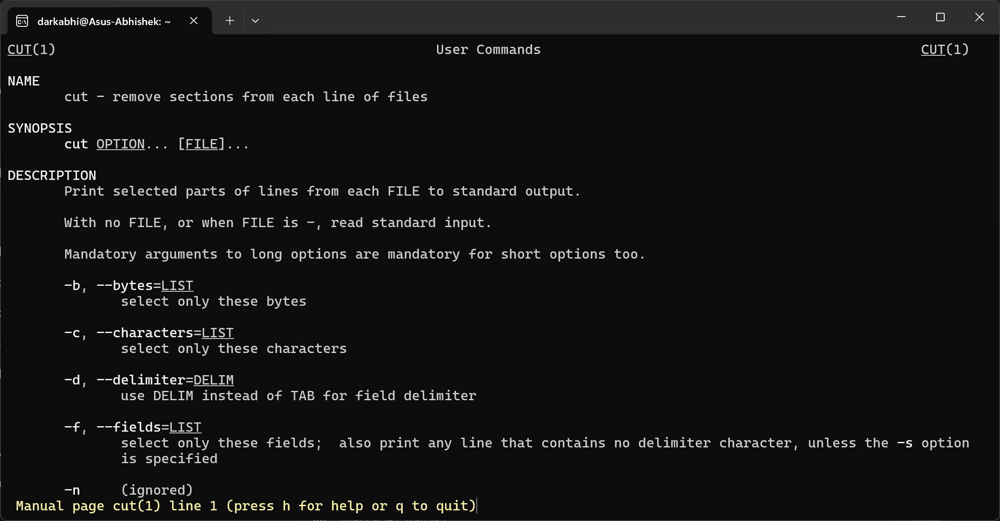 darkabhi@Asus-Abhishek: ~
CUT(1) User Commands CUT(1)
NAME
cut - remove sections from each line of files
SYNOPSIS
cut OPTION... [FILE]...
DESCRIPTION
Print selected parts of lines from each FILE to standard output.
With no FILE, or when FILE is -, read standard input.
Mandatory arguments to long options are mandatory for short options too.
-b, --bytes=LIST
select only these bytes
-c, --characters=LIST
select only these characters
-d, --delimiter=DELIM
use DELIM instead of TAB for field delimiter
-f, --fields=LIST
select only these fields;  also print any line that contains no delimiter character, unless the -s option
is specified
-n (ignored)
Manual page cut(1) line 1 (press h for help or q to quit)